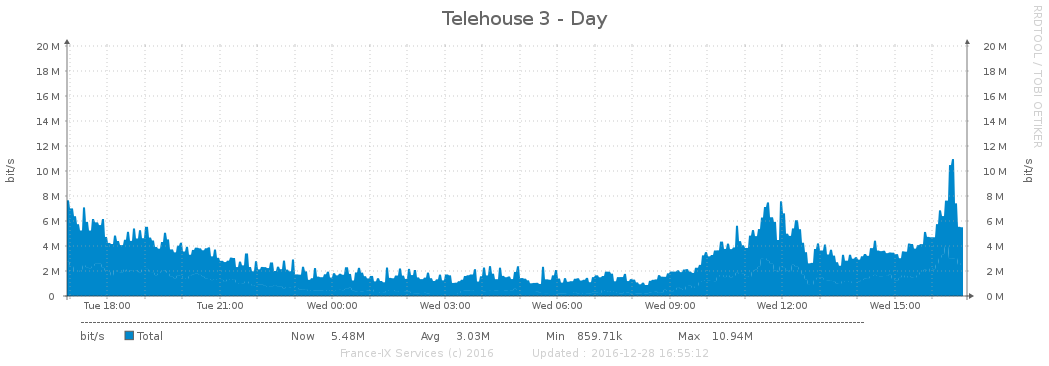 Telehouse 3 - Day
RRDTOOL / TOBI OETIKER
20 M 20 M
18 M 18 M
16 M 16 M
14 M 14 M
12 M 12 M
10 M 10 M
8 M 8 M
6 M 6 M
4 M 4 M
2 M 2 M
0 0 M
bit/s bit/s
Tue 18:00 Tue 21:00 Wed 00:00 Wed 03:00 Wed 06:00 Wed 09:00 Wed 12:00 Wed 15:00
bit/s Total Now 5.48M Avg 3.03M Min 859.71k Max 10.94M
France-IX Services (c) 2016 Updated : 2016-12-28 16:55:12